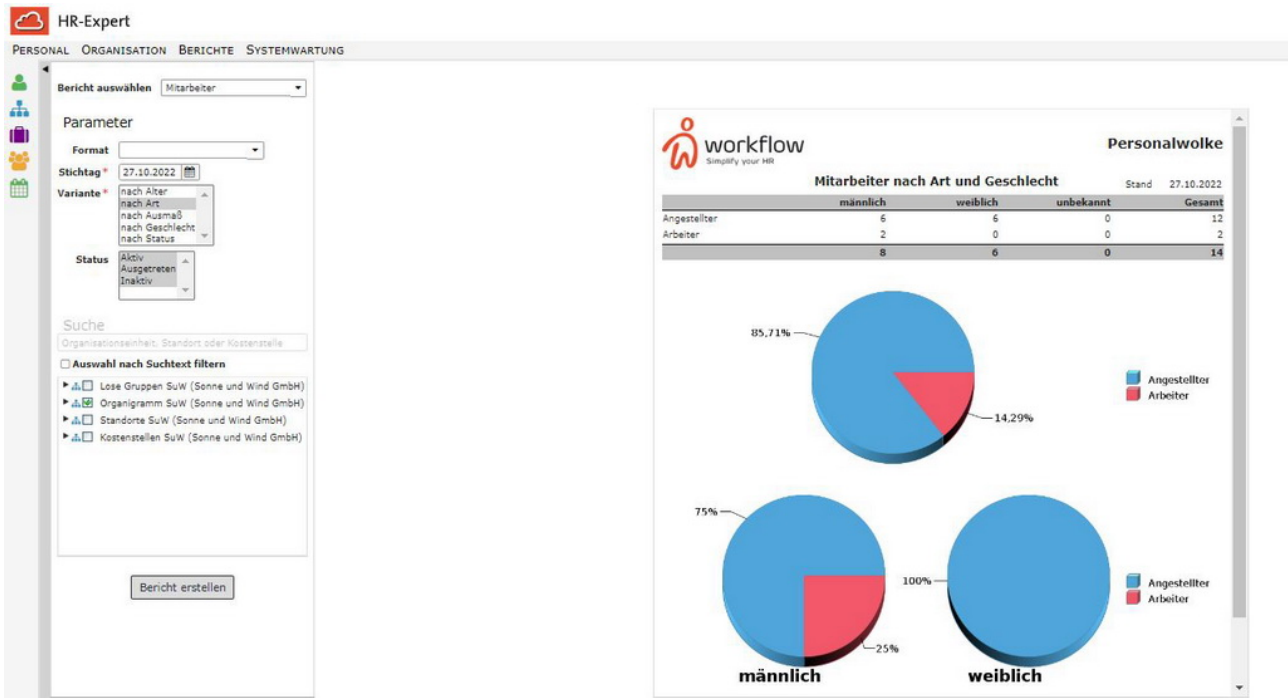 HR-Expert
PERSONAL ORGANISATION BERICHTE SYSTEMWARTUNG
Bericht auswählen Mitarbeiter
Parameter
Format
Stichtag* 27.10.2022
Variante* nach Alter
nach Art
nach Ausmaß
nach Geschlecht
nach Status
Status Aktiv
Ausgetreten
Inaktiv
Suche
Organisationseinheit, Standort oder Kostenstelle
Auswahl nach Suchtext filtern
Lose Gruppen SuW (Sonne und Wind GmbH)
Organigramm SuW (Sonne und Wind GmbH)
Standorte SuW (Sonne und Wind GmbH)
Kostenstellen SuW (Sonne und Wind GmbH)
Bericht erstellen
workflow
Simplify your HR
Personalwolke
Mitarbeiter nach Art und Geschlecht Stand 27.10.2022
männlich weiblich unbekannt Gesamt
Angestellter 6 6 0 12
Arbeiter 2 0 0 2
8 6 0 14
85,71%
14,29%
Angestellter
Arbeiter
75%
25%
männlich
100%
weiblich
Angestellter
Arbeiter